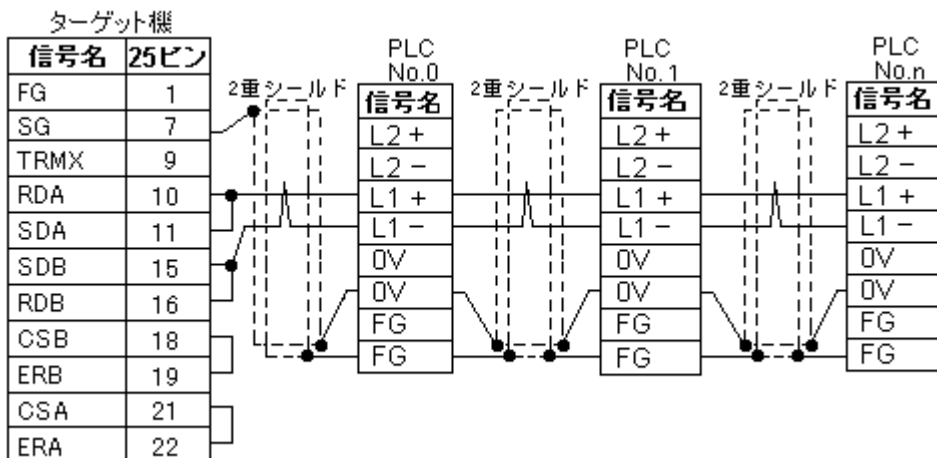 ターゲット機
信号名 25ピン
FG 1
SG 7
TRMX 9
RDA 10
SDA 11
SDB 15
RDB 16
CSB 18
ERB 19
CSA 21
ERA 22
2重シールド
PLC
No.0
信号名
L2+
L2-
L1+
L1-
0V
0V
FG
FG
2重シールド
PLC
No.1
信号名
L2+
L2-
L1+
L1-
0V
0V
FG
FG
2重シールド
PLC
No.n
信号名
L2+
L2-
L1+
L1-
0V
0V
FG
FG